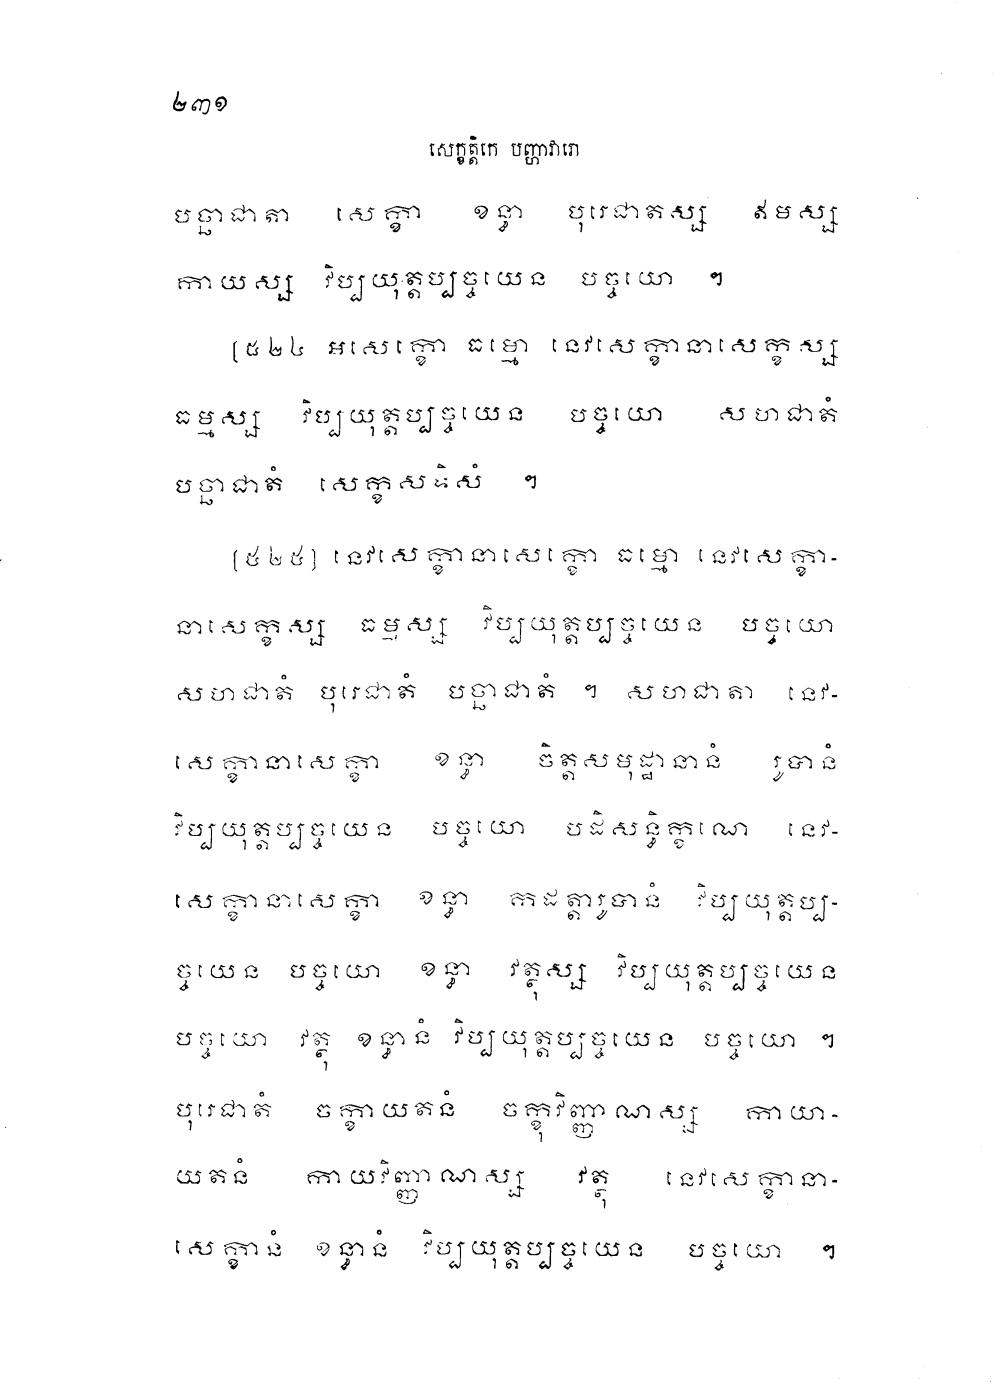 ២៣១
សេក្ខត្តិកេ បញ្ហាវារោ
បច្ឆាជាតា សេក្ខា ខន្ធា បុរេជាតស្ស ឥមស្ស
កាយស្ស វិប្បយុត្តប្បច្ចយេន បច្ចយោ ៗ
[៥២៤ អសេក្ខោ ធម្មោ នេវសេក្ខានាសេក្ខស្ស
ធម្មស្ស វិប្បយុត្តប្បច្ចយេន បច្ចយោ សហជាតំ
បច្ឆាជាតំ សេក្ខសទិសំ ៗ
[៥២៥] នេវសេក្ខានាសេក្ខោ ធម្មោ នេវសេក្ខា-
នាសេក្ខស្ស ធម្មស្ស វិប្បយុត្តប្បច្ចយេន បច្ចយោ
សហជាតំ បុរេជាតំ បច្ឆាជាតំ ៗ សហជាតា នេវ-
សេក្ខានាសេក្ខា ខន្ធា ចិត្តសមុដ្ឋានានំ រូបានំ
វិប្បយុត្តប្បច្ចយេន បច្ចយោ បដិសន្ធិក្ខណេ នេវ-
សេក្ខានាសេក្ខា ខន្ធា កដត្តារូបានំ វិប្បយុត្តប្ប-
ច្ចយេន បច្ចយោ ខន្ធា វត្ថុស្ស វិប្បយុត្តប្បច្ចយេន
បច្ចយោ វត្ថុ ខន្ធានំ វិប្បយុត្តប្បច្ចយេន បច្ចយោ ៗ
បុរេជាតំ ចក្ខាយតនំ ចក្ខុវិញ្ញាណស្ស កាយា-
យតនំ កាយវិញ្ញាណស្ស វត្ថុ នេវសេក្ខានា-
សេក្ខានំ ខន្ធានំ វិប្បយុត្តប្បច្ចយេន បច្ចយោ ៗ